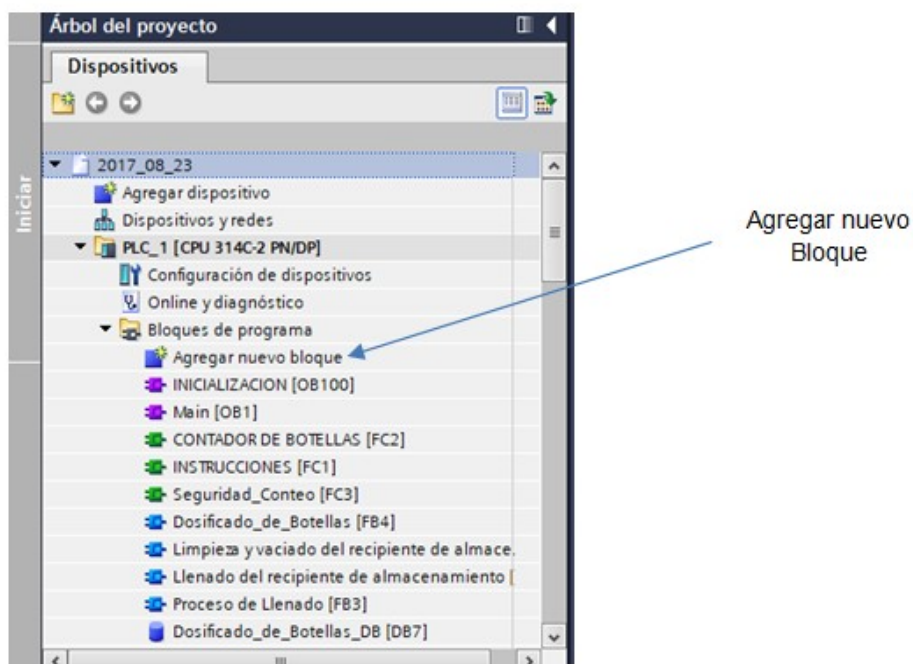 Árbol del proyecto
Dispositivos
Iniciar
2017_08_23
Agregar dispositivo
Dispositivos y redes
PLC_1 [CPU 314C-2 PN/DP]
Configuración de dispositivos
Online y diagnóstico
Bloques de programa
Agregar nuevo bloque
INICIALIZACION [OB100]
Main [OB1]
CONTADOR DE BOTELLAS [FC2]
INSTRUCCIONES [FC1]
Seguridad_Conteo [FC3]
Dosificado_de_Botellas [FB4]
Limpieza y vaciado del recipiente de almace.
Llenado del recipiente de almacenamiento [
Proceso de Llenado [FB3]
Dosificado_de_Botellas_DB [DB7]
Agregar nuevo
Bloque